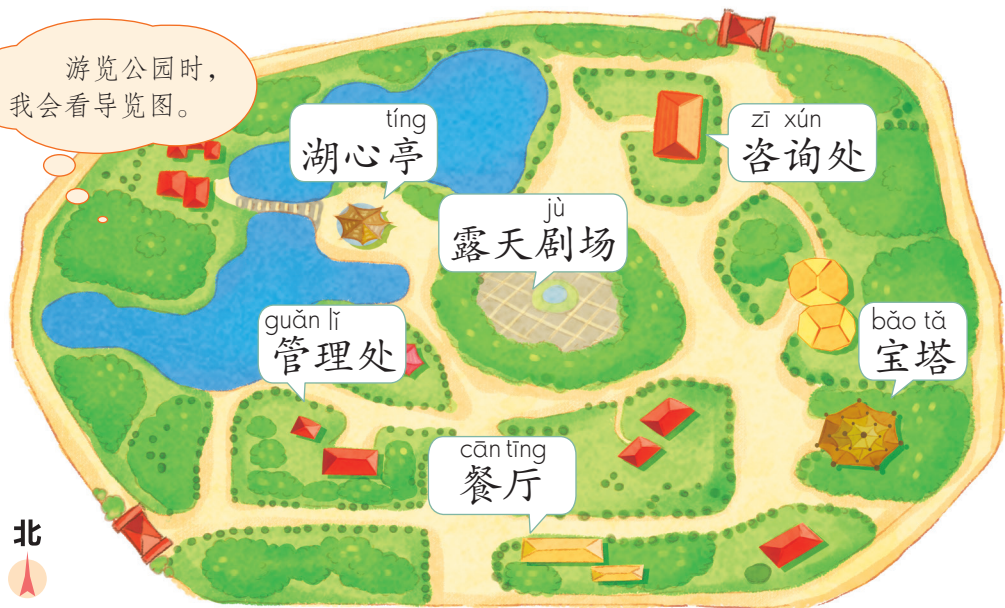 游览公园时，
我会看导览图。
tíng
湖心亭
zī xún
咨询处
jù
露天剧场
guǎn lǐ
管理处
bǎo tǎ
宝塔
cān tīng
餐厅
北